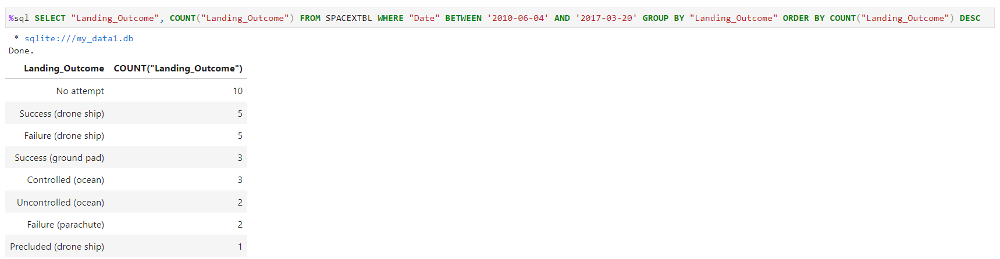 %sql SELECT "Landing_Outcome", COUNT("Landing_Outcome") FROM SPACEXTBL WHERE "Date" BETWEEN '2010-06-04' AND '2017-03-20' GROUP BY "Landing_Outcome" ORDER BY COUNT("Landing_Outcome") DESC
* sqlite:///my_data1.db
Done.
Landing_Outcome COUNT("Landing_Outcome")
No attempt 10
Success (drone ship) 5
Failure (drone ship) 5
Success (ground pad) 3
Controlled (ocean) 3
Uncontrolled (ocean) 2
Failure (parachute) 2
Precluded (drone ship) 1